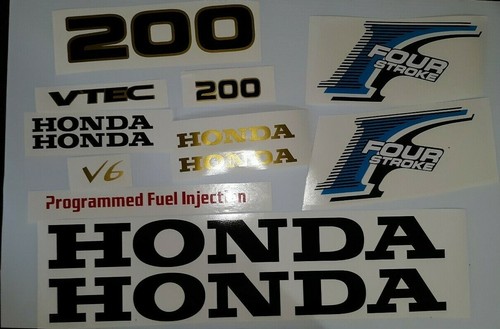 200
VTEC
200
HONDA
HONDA
HONDA
HONDA
V6
Programmed Fuel Injection
FOUR
STROKE
FOUR
STROKE
HONDA
HONDA